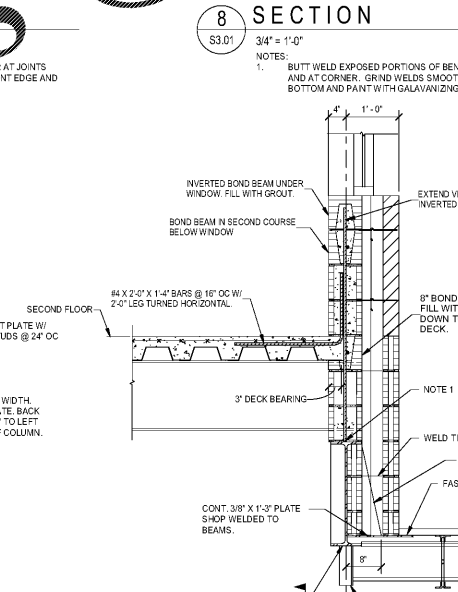 8 SECTION
S3.01
3/4" = 1'-0"
AT JOINTS
NT EDGE AND
NOTES:
1. BUTT WELD EXPOSED PORTIONS OF BEN
AND AT CORNER. GRIND WELDS SMOOT
BOTTOM AND PAINT WITH GALAVANIZING
4" 1'-0"
INVERTED BOND BEAM UNDER
WINDOW. FILL WITH GROUT.
EXTEND V
INVERTED
BOND BEAM IN SECOND COURSE
BELOW WINDOW
#4 X 2'-0" X 1'-4" BARS @ 16" OC W/
2'-0" LEG TURNED HORIZONTAL.
SECOND FLOOR
8" BOND
FILL WIT
DOWN T
DECK.
T PLATE W/
TUDS @ 24" OC
3" DECK BEARING
NOTE 1
WIDTH.
ATE. BACK
" TO LEFT
F COLUMN.
WELD T
FAS
CONT. 3/8" X 1'-3" PLATE
SHOP WELDED TO
BEAMS.
8"